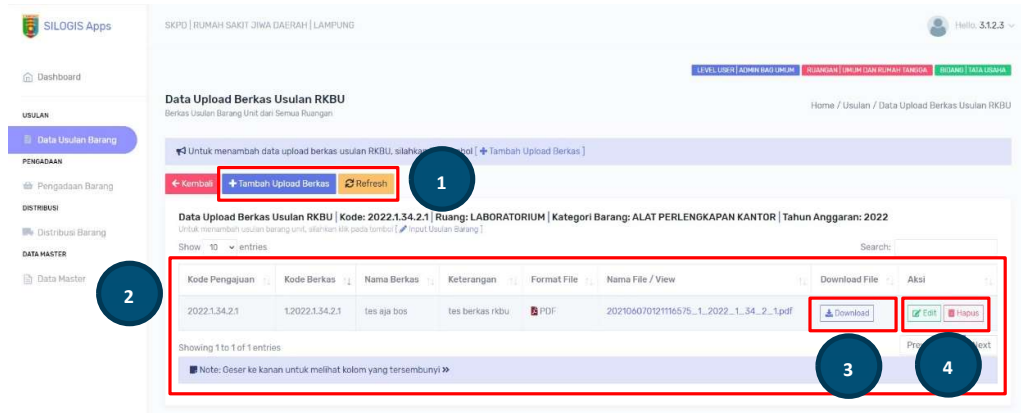 SILOGIS Apps
SKPD | RUMAH SAKIT JIWA DAERAH | LAMPUNG
Hello, 3.1.2.3
Dashboard
LEVEL USER | ADMIN BAG UMUM
RUANGAN | UMUM DAN RUMAH TANGGA
BIDANG | TATA USAHA
Data Upload Berkas Usulan RKBU
Home / Usulan / Data Upload Berkas Usulan RKBU
Berkas Usulan Barang Unit dari Semua Ruangan
USULAN
Data Usulan Barang
Untuk menambah data upload berkas usulan RKBU, silahkan [ + Tambah Upload Berkas ]
PENGADAAN
Pengadaan Barang
Kembali
+ Tambah Upload Berkas
Refresh
1
DISTRIBUSI
Distribusi Barang
Data Upload Berkas Usulan RKBU | Kode: 2022.1.34.2.1 | Ruang: LABORATORIUM | Kategori Barang: ALAT PERLENGKAPAN KANTOR | Tahun Anggaran: 2022
Untuk menambah usulan barang unit, silahkan klik pada tombol [ Input Usulan Barang ]
Show 10 entries
Search:
DATA MASTER
Data Master
2
Kode Pengajuan Kode Berkas Nama Berkas Keterangan Format File Nama File / View Download File Aksi
2022.1.34.2.1 1.2022.1.34.2.1 tes aja bos tes berkas rkbu PDF 202106070121116575_1_2022_1_34_2_1.pdf Download Edit Hapus
Showing 1 to 1 of 1 entries
Note: Geser ke kanan untuk melihat kolom yang tersembunyi »
3
4